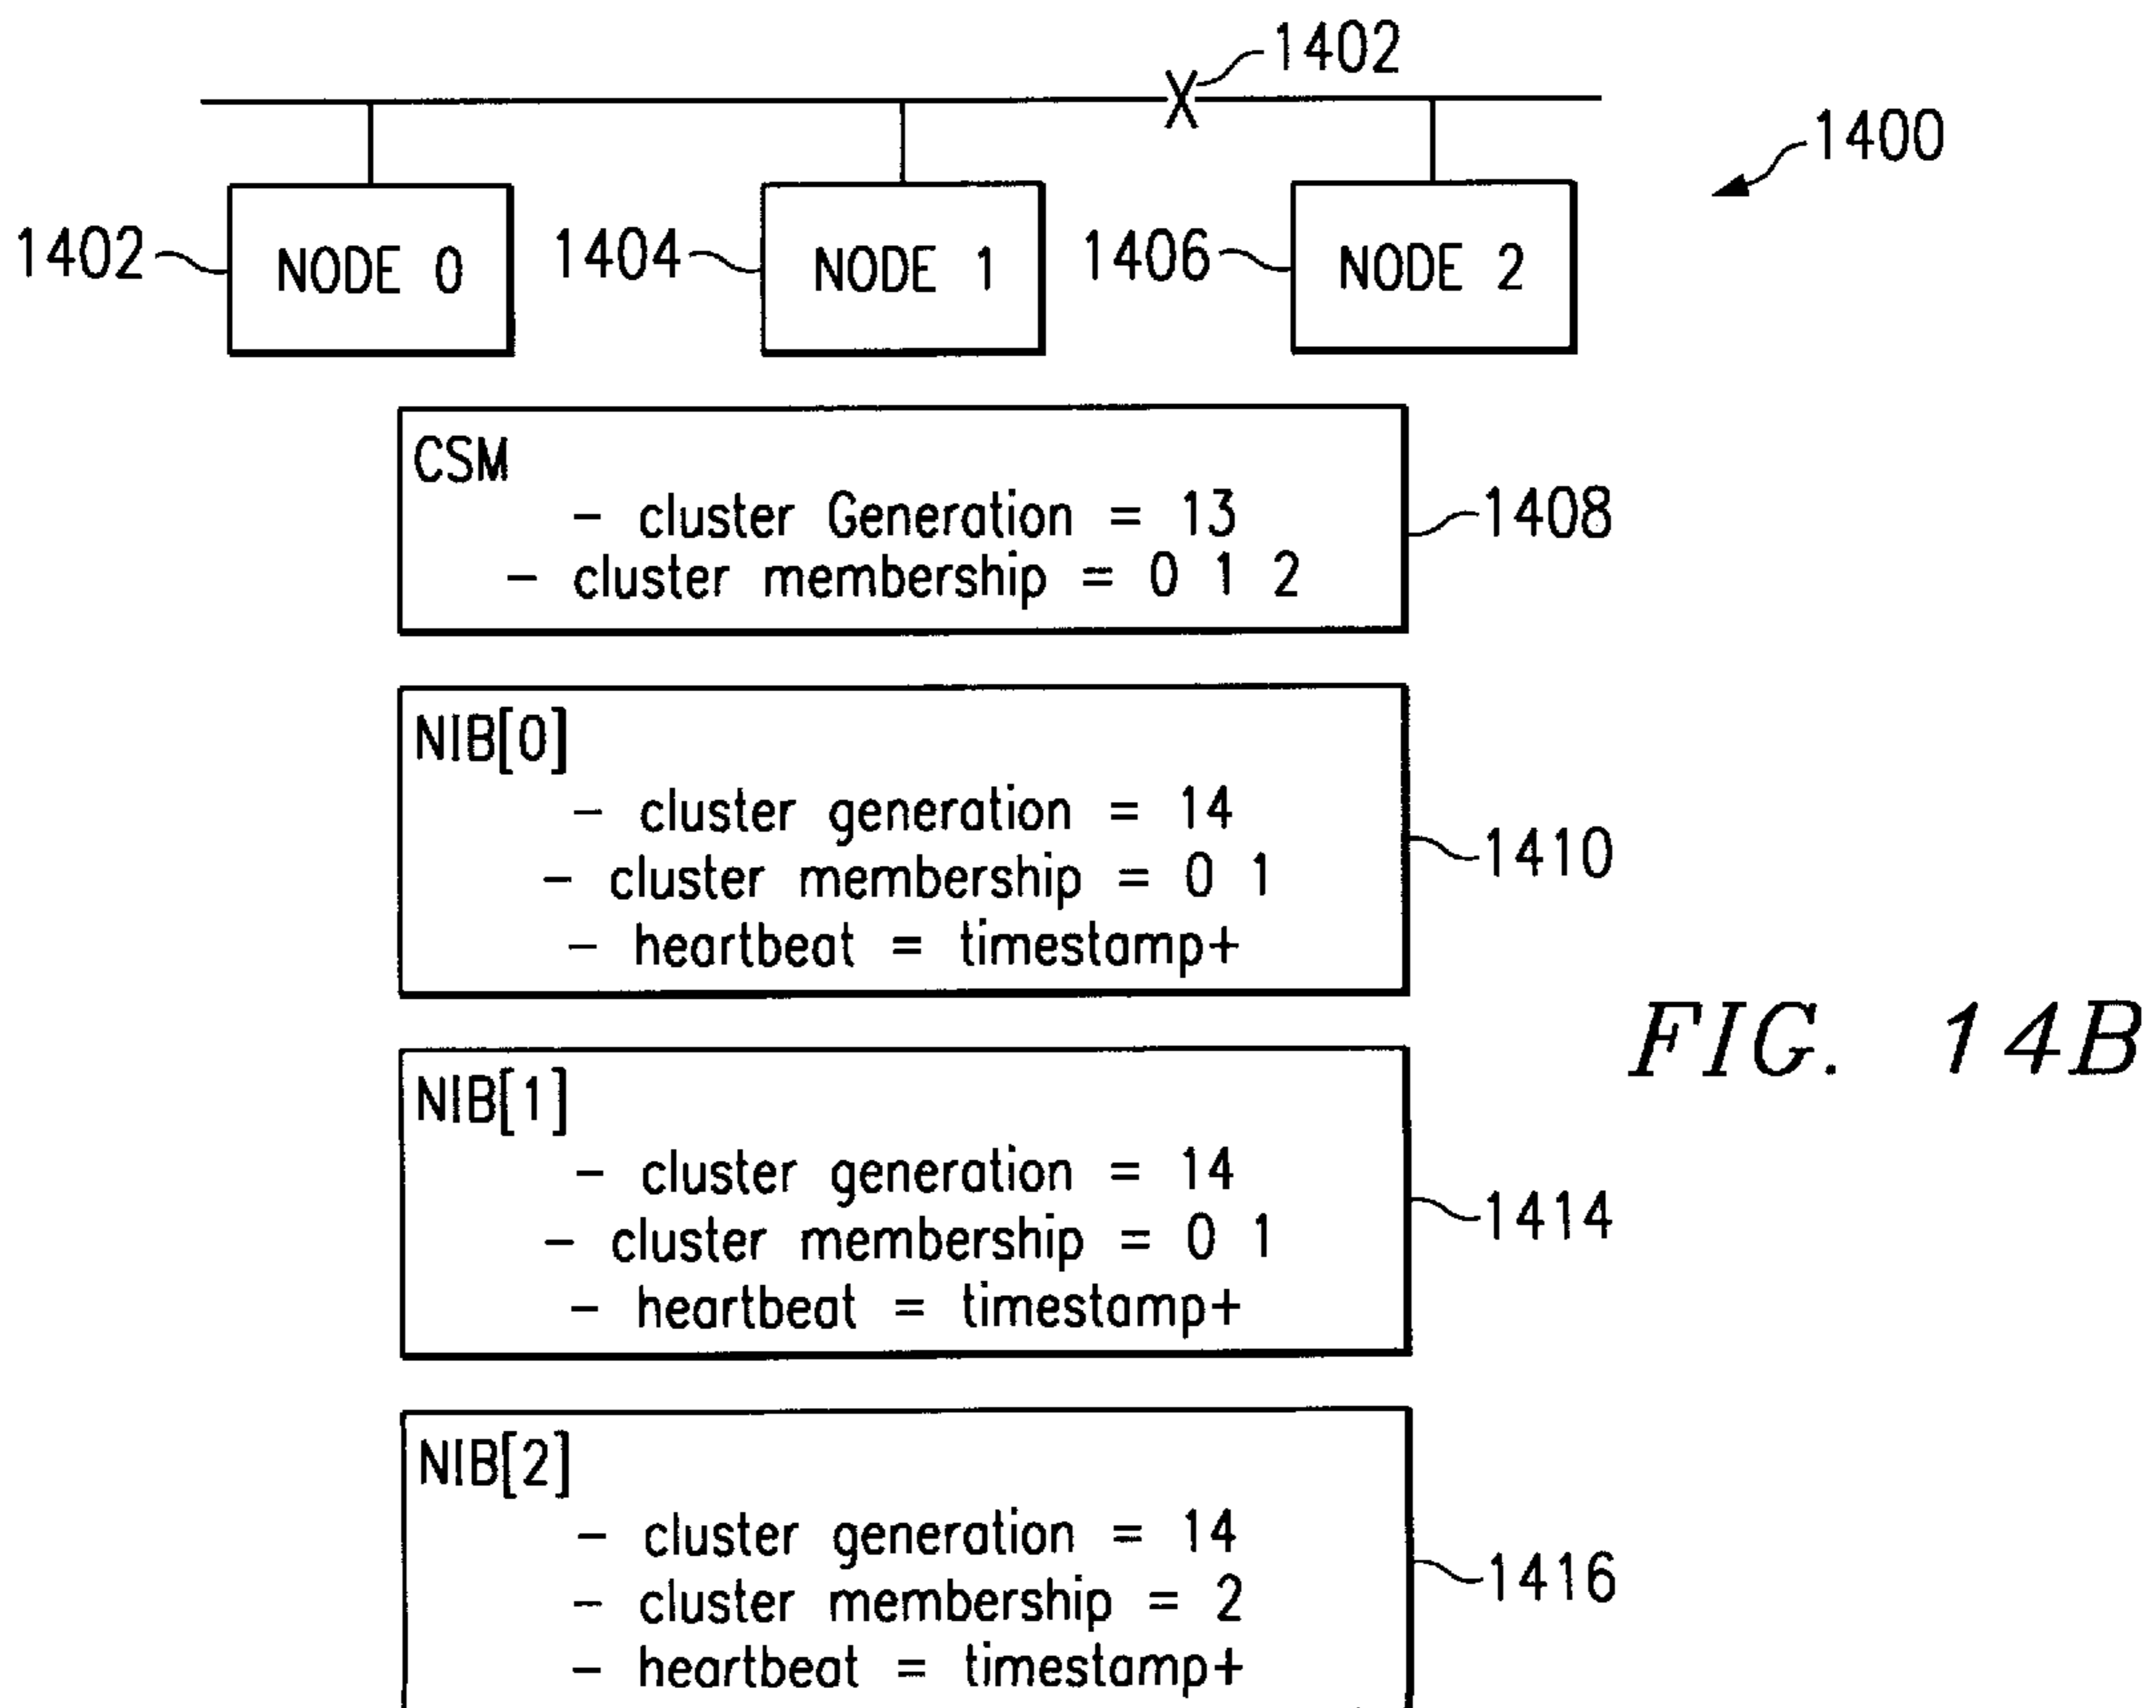 1402
1400
1402 NODE 0 1404 NODE 1 1406 NODE 2
CSM
- cluster Generation = 13
- cluster membership = 0 1 2
1408
NIB[0]
- cluster generation = 14
- cluster membership = 0 1
- heartbeat = timestamp+
1410
FIG. 14B
NIB[1]
- cluster generation = 14
- cluster membership = 0 1
- heartbeat = timestamp+
1414
NIB[2]
- cluster generation = 14
- cluster membership = 2
- heartbeat = timestamp+
1416